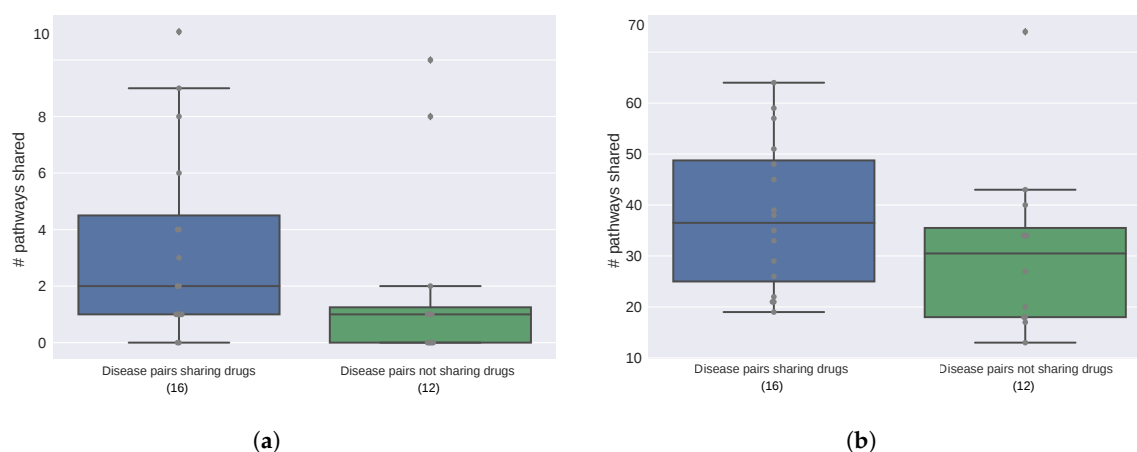 10
8
6
4
2
0
# pathways shared
Disease pairs sharing drugs
(16)
Disease pairs not sharing drugs
(12)
(a)
70
60
50
40
30
20
10
# pathways shared
Disease pairs sharing drugs
(16)
Disease pairs not sharing drugs
(12)
(b)